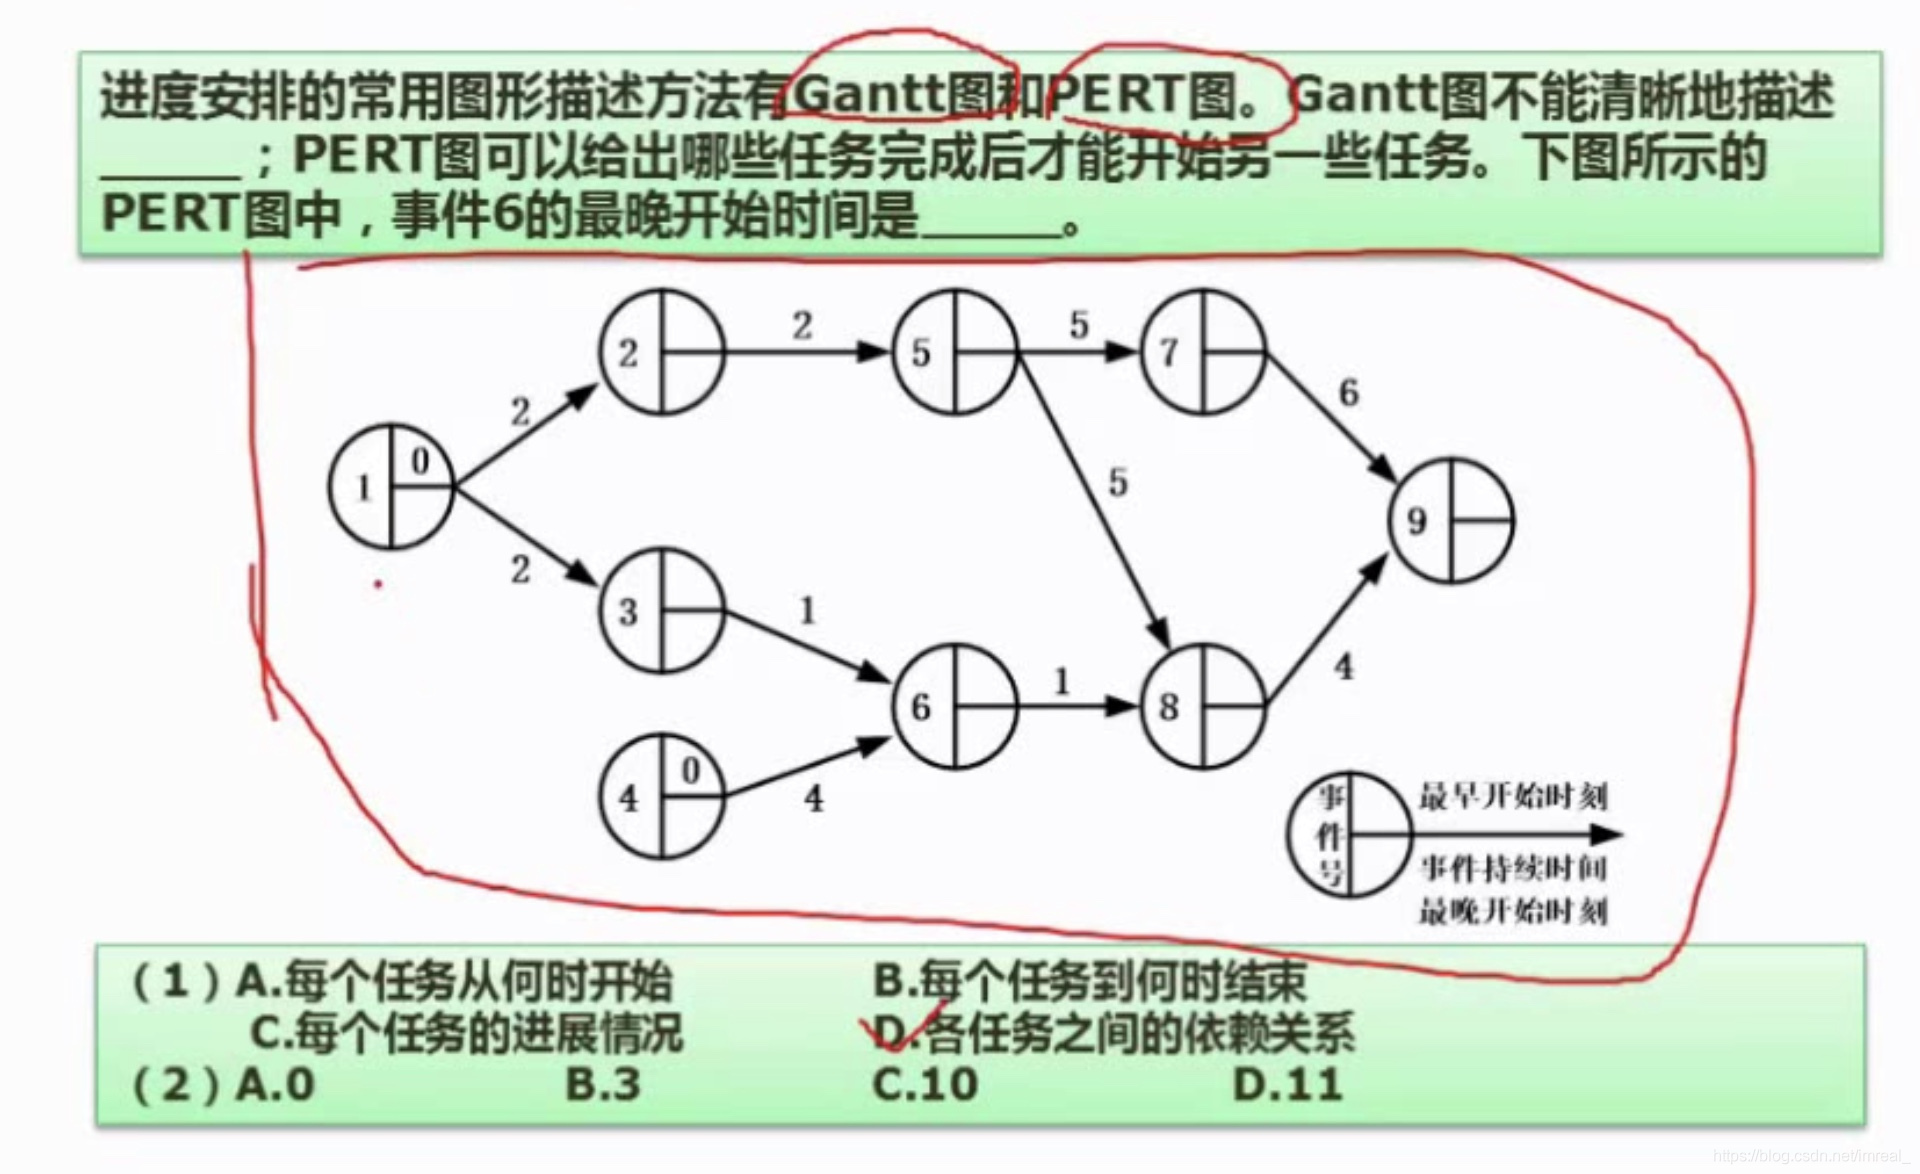 进度安排的常用图形描述方法有Gantt图和PERT图。Gantt图不能清晰地描述
______；PERT图可以给出哪些任务完成后才能开始另一些任务。下图所示的
PERT图中，事件6的最晚开始时间是______。
2 2 5 5 7
2 6
1 0
5
9
2
3 1
4
6 1 8
4 0
4
事件号
最早开始时刻
事件持续时间
最晚开始时刻
（1）A.每个任务从何时开始 B.每个任务到何时结束
C.每个任务的进展情况 D.各任务之间的依赖关系
（2）A.0 B.3 C.10 D.11
https://blog.csdn.net/imreal_